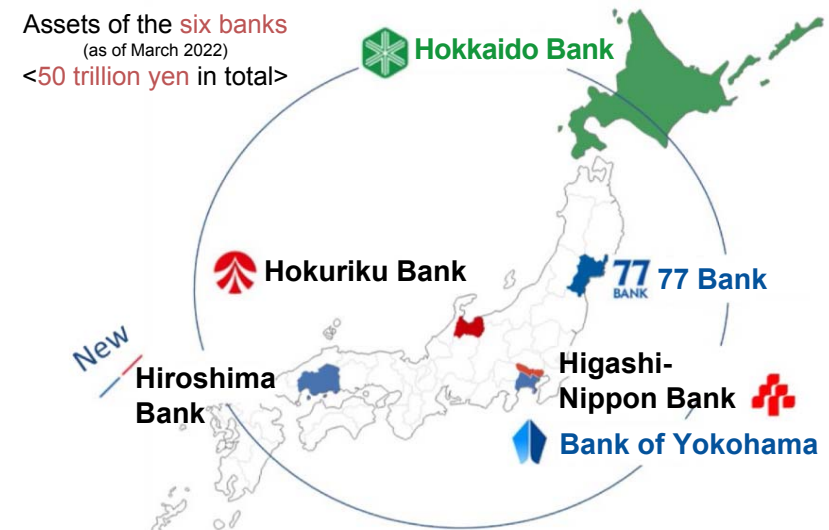 Assets of the six banks
(as of March 2022)
<50 trillion yen in total>
Hokkaido Bank
Hokuriku Bank
77
BANK
77 Bank
New
Hiroshima
Bank
Higashi-
Nippon Bank
Bank of Yokohama